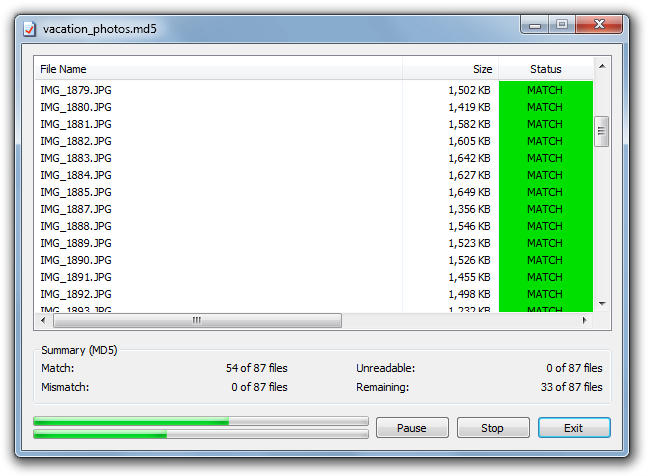 vacation_photos.md5
File Name Size Status
IMG_1879.JPG 1,502 KB MATCH
IMG_1880.JPG 1,419 KB MATCH
IMG_1881.JPG 1,582 KB MATCH
IMG_1882.JPG 1,605 KB MATCH
IMG_1883.JPG 1,642 KB MATCH
IMG_1884.JPG 1,627 KB MATCH
IMG_1885.JPG 1,649 KB MATCH
IMG_1887.JPG 1,356 KB MATCH
IMG_1888.JPG 1,546 KB MATCH
IMG_1889.JPG 1,523 KB MATCH
IMG_1890.JPG 1,526 KB MATCH
IMG_1891.JPG 1,455 KB MATCH
IMG_1892.JPG 1,498 KB MATCH
IMG_1893.JPG 1,232 KB MATCH
Summary (MD5)
Match: 54 of 87 files Unreadable: 0 of 87 files
Mismatch: 0 of 87 files Remaining: 33 of 87 files
Pause Stop Exit